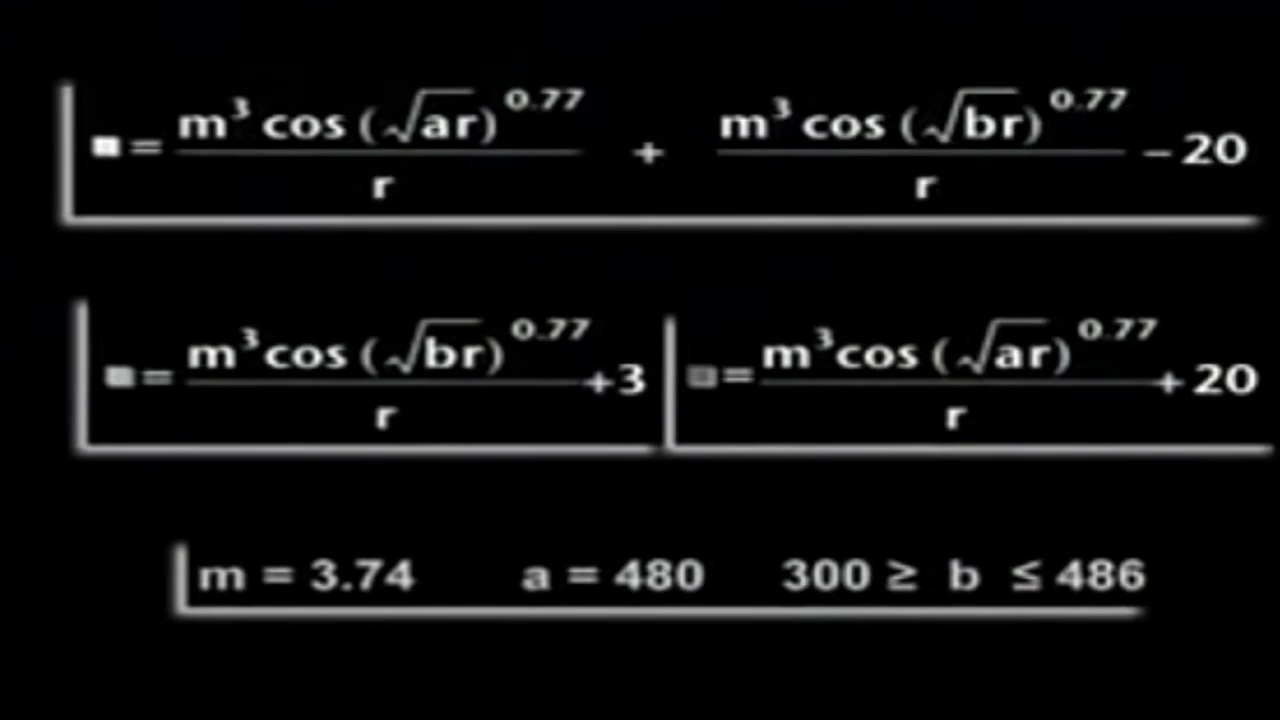 ▪ = m³ cos (√ar)^0.77 / r + m³ cos (√br)^0.77 / r − 20
▪ = m³ cos (√br)^0.77 / r + 3 ▪ = m³ cos (√ar)^0.77 / r + 20
m = 3.74 a = 480 300 ≥ b ≤ 486